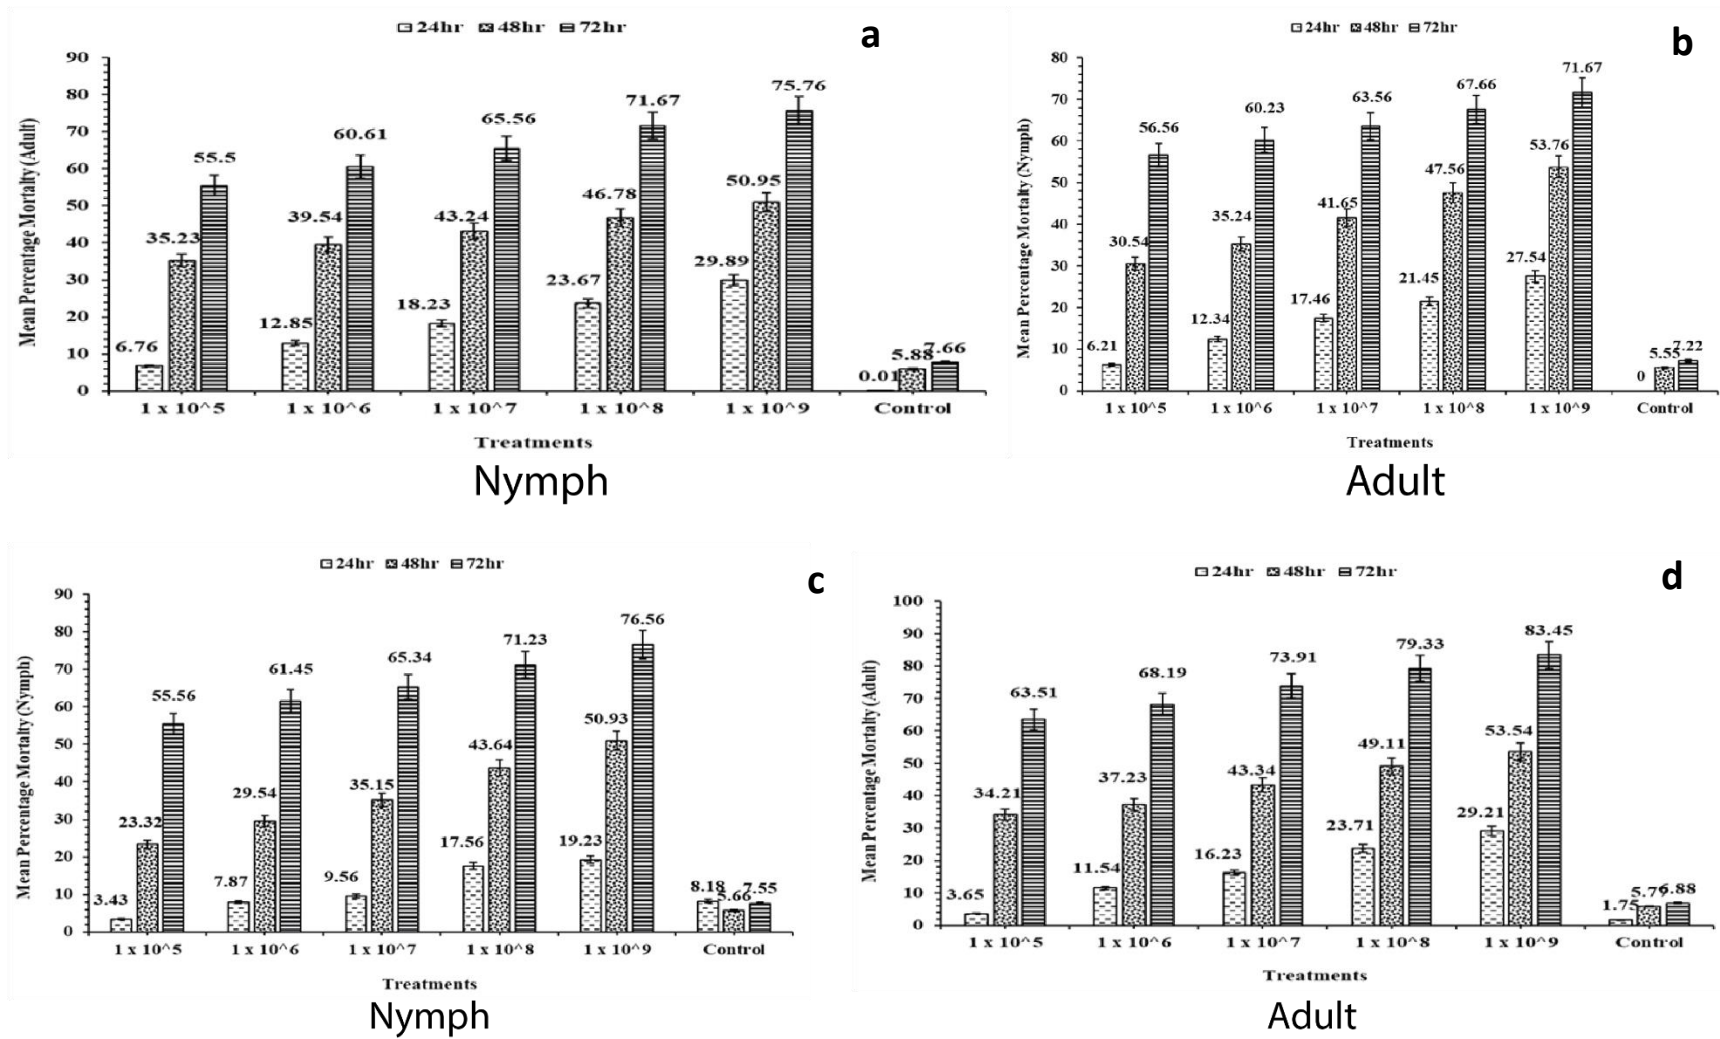 24hr 48hr 72hr
a
Mean Percentage Mortalty (Adult)
90
80
70
60
50
40
30
20
10
0
6.76 35.23 55.5
12.85 39.54 60.61
18.23 43.24 65.56
23.67 46.78 71.67
29.89 50.95 75.76
0.01 5.88 7.66
1 x 10^5 1 x 10^6 1 x 10^7 1 x 10^8 1 x 10^9 Control
Treatments
Nymph
24hr 48hr 72hr
b
Mean Percentage Mortalty (Nymph)
80
70
60
50
40
30
20
10
0
6.21 30.54 56.56
12.34 35.24 60.23
17.46 41.65 63.56
21.45 47.56 67.66
27.54 53.76 71.67
0 5.55 7.22
1 x 10^5 1 x 10^6 1 x 10^7 1 x 10^8 1 x 10^9 Control
Treatments
Adult
24hr 48hr 72hr
c
Mean Percentage Mortalty (Nymph)
90
80
70
60
50
40
30
20
10
0
3.43 23.32 55.56
7.87 29.54 61.45
9.56 35.15 65.34
17.56 43.64 71.23
19.23 50.93 76.56
8.18 5.66 7.55
1 x 10^5 1 x 10^6 1 x 10^7 1 x 10^8 1 x 10^9 Control
Treatments
Nymph
24hr 48hr 72hr
d
Mean Percentage Mortalty (Adult)
100
90
80
70
60
50
40
30
20
10
0
3.65 34.21 63.51
11.54 37.23 68.19
16.23 43.34 73.91
23.71 49.11 79.33
29.21 53.54 83.45
1.75 6.88
1 x 10^5 1 x 10^6 1 x 10^7 1 x 10^8 1 x 10^9 Control
Treatments
Adult